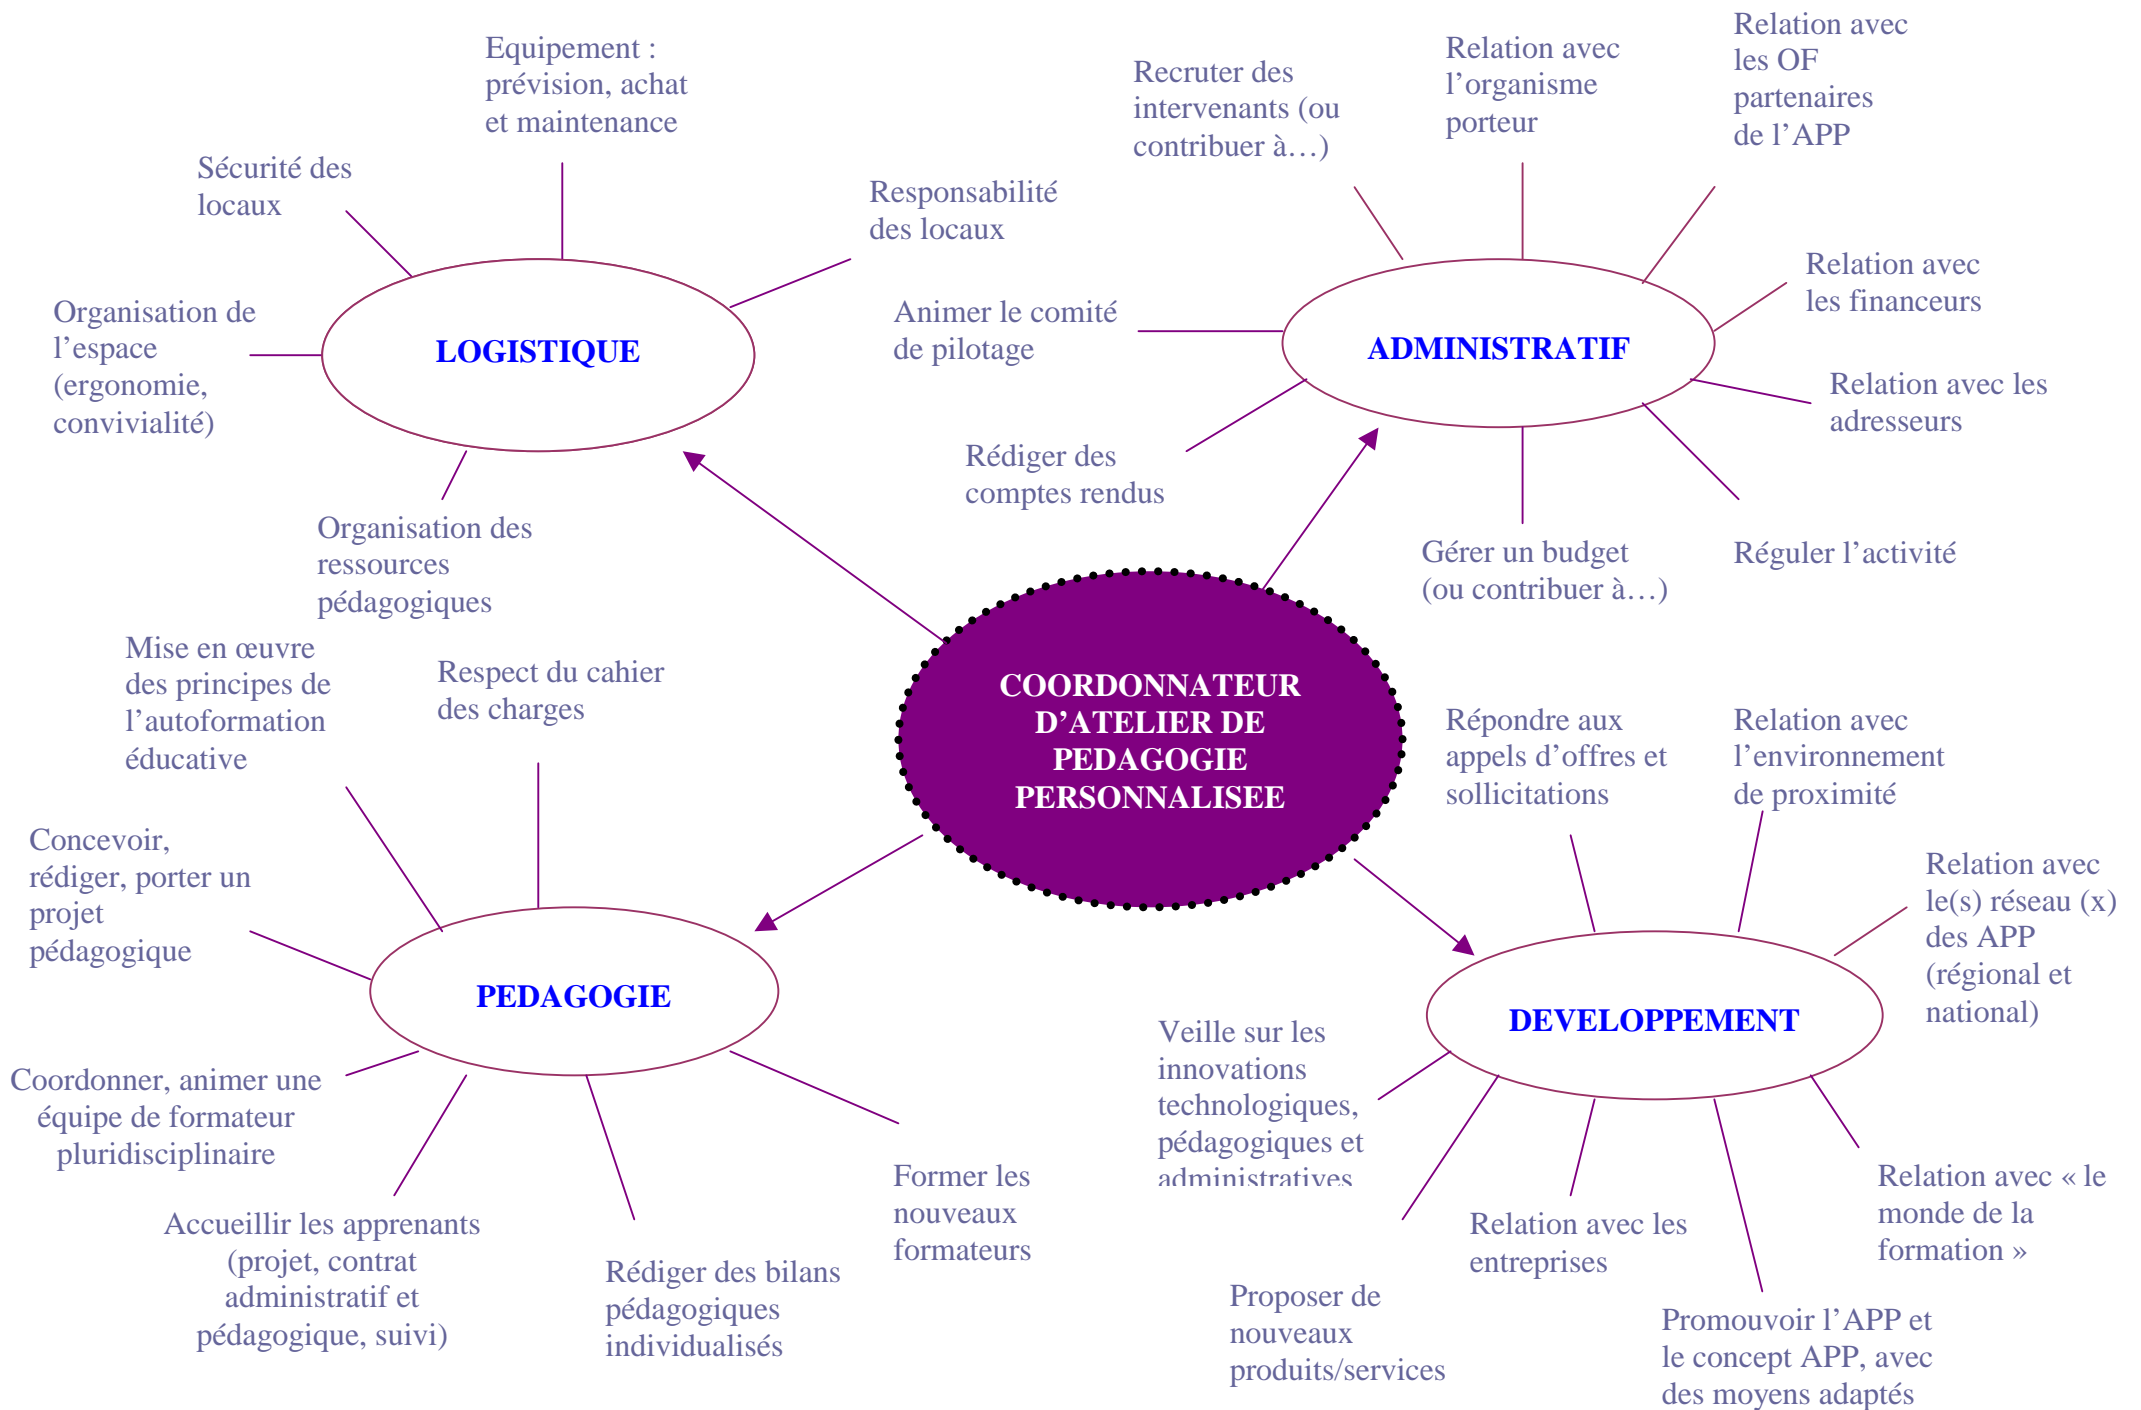 Equipement :
prévision, achat
et maintenance
Sécurité des
locaux
Responsabilité
des locaux
Organisation de
l’espace
(ergonomie,
convivialité)
LOGISTIQUE
Organisation des
ressources
pédagogiques
Recruter des
intervenants (ou
contribuer à…)
Relation avec
l’organisme
porteur
Relation avec
les OF
partenaires
de l’APP
Relation avec
les financeurs
Animer le comité
de pilotage
ADMINISTRATIF
Relation avec les
adresseurs
Rédiger des
comptes rendus
Gérer un budget
(ou contribuer à…)
Réguler l’activité
COORDONNATEUR
D’ATELIER DE
PEDAGOGIE
PERSONNALISEE
Mise en œuvre
des principes de
l’autoformation
éducative
Respect du cahier
des charges
Concevoir,
rédiger, porter un
projet
pédagogique
PEDAGOGIE
Coordonner, animer une
équipe de formateur
pluridisciplinaire
Accueillir les apprenants
(projet, contrat
administratif et
pédagogique, suivi)
Rédiger des bilans
pédagogiques
individualisés
Former les
nouveaux
formateurs
Répondre aux
appels d’offres et
sollicitations
Relation avec
l’environnement
de proximité
Relation avec
le(s) réseau (x)
des APP
(régional et
national)
DEVELOPPEMENT
Veille sur les
innovations
technologiques,
pédagogiques et
administratives
Proposer de
nouveaux
produits/services
Relation avec les
entreprises
Promouvoir l’APP et
le concept APP, avec
des moyens adaptés
Relation avec « le
monde de la
formation »